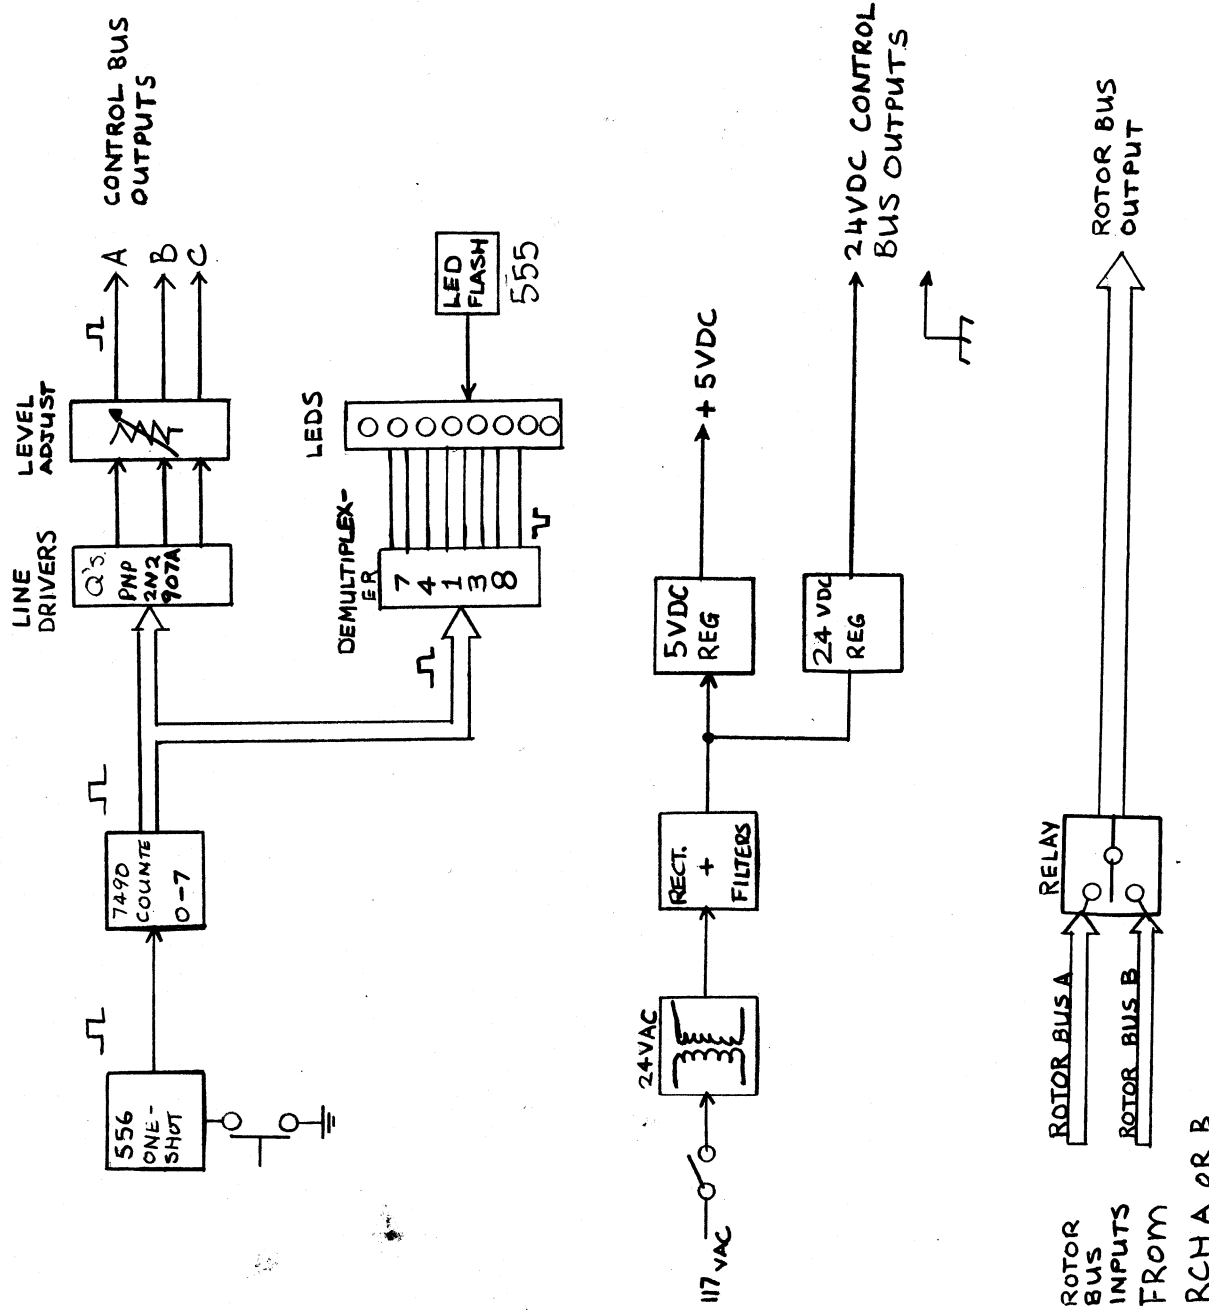 556
ONE-
SHOT
7490
COUNTE
0-7
LINE
DRIVERS
Q's.
PNP
2N2
907A
LEVEL
ADJUST
A
B
C
CONTROL BUS
OUTPUTS
DEMULTIPLEX-
ER
7
4
1
3
8
LEDS
LED
FLASH
555
117 VAC
24VAC
RECT.
+
FILTERS
5VDC
REG
+5VDC
24 VDC
REG
24VDC CONTROL
BUS OUTPUTS
ROTOR
BUS
INPUTS
FROM
RCH A OR B
ROTOR BUS A
ROTOR BUS B
RELAY
ROTOR BUS
OUTPUT